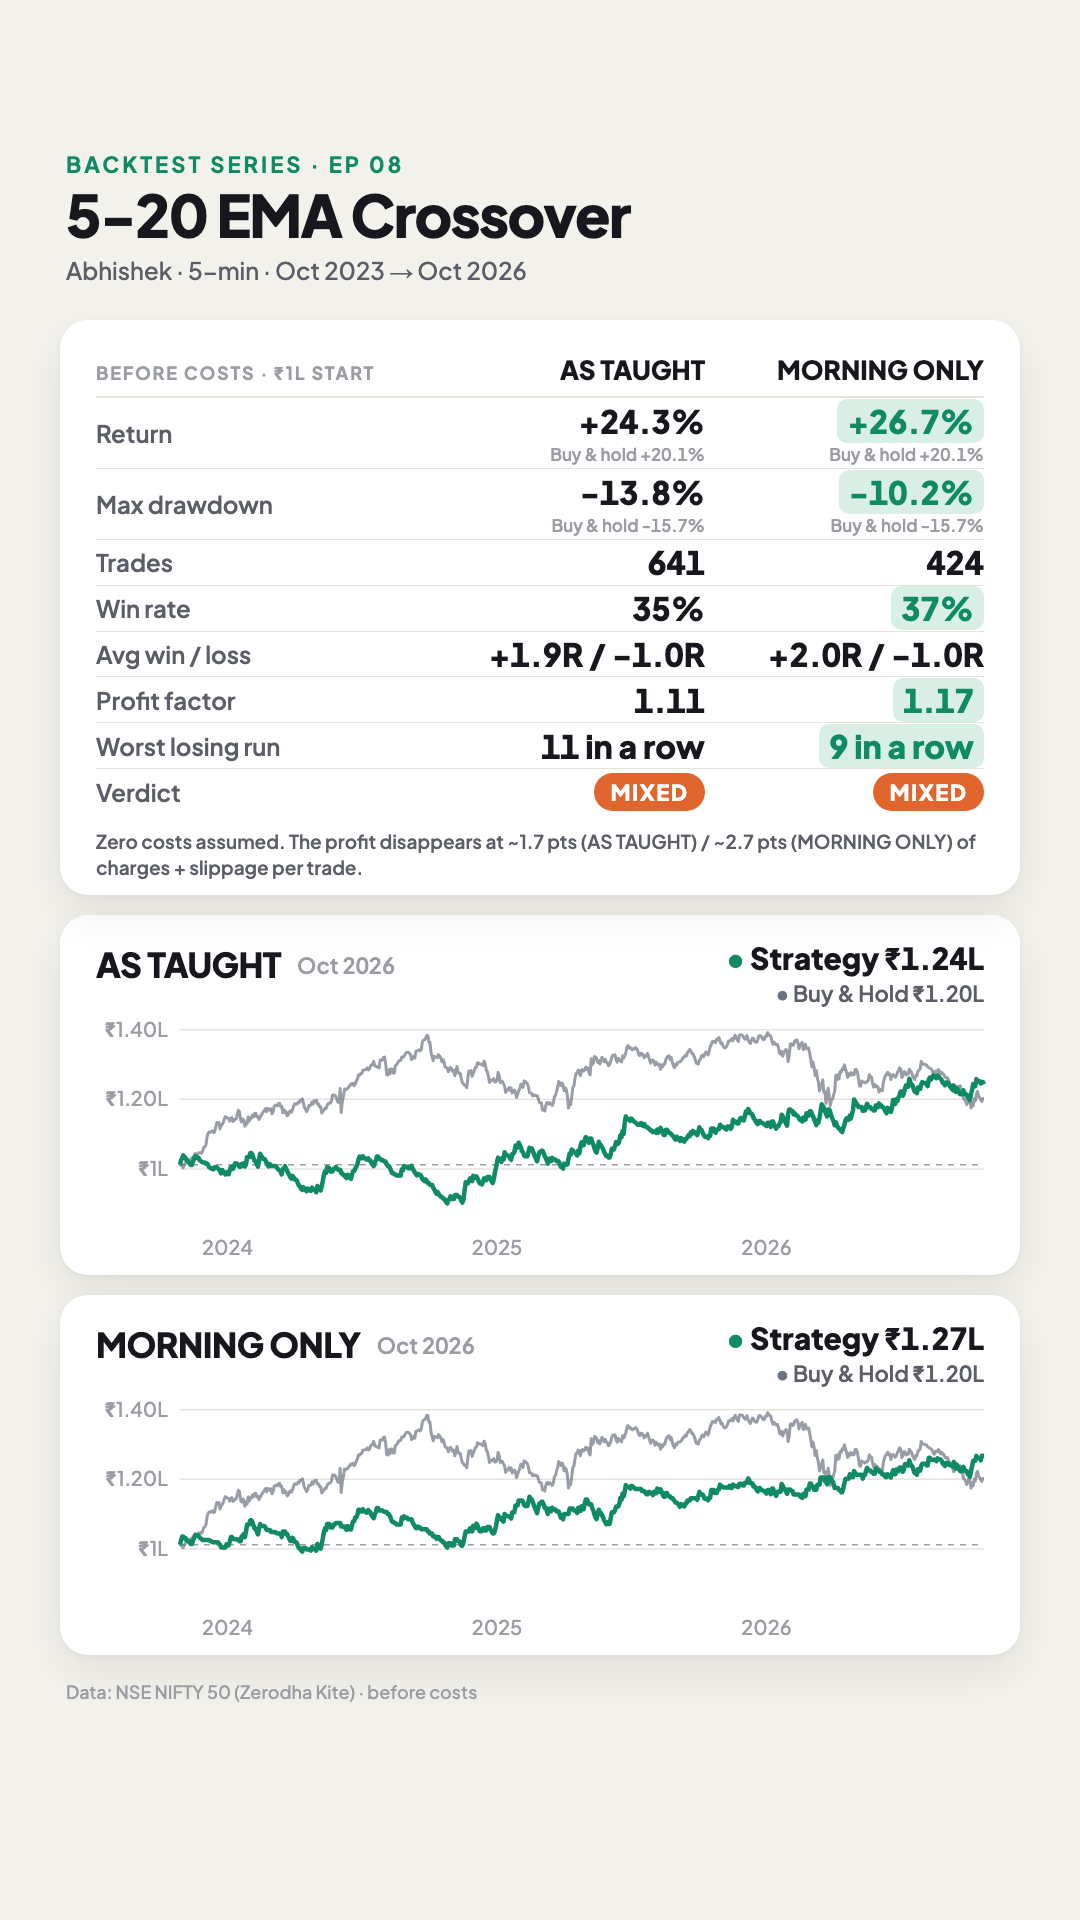 BACKTEST SERIES · EP 08
5–20 EMA Crossover
Abhishek · 5–min · Oct 2023 → Oct 2026
BEFORE COSTS · ₹1L START AS TAUGHT MORNING ONLY
Return +24.3% +26.7%
Buy & hold +20.1% Buy & hold +20.1%
Max drawdown −13.8% −10.2%
Buy & hold −15.7% Buy & hold −15.7%
Trades 641 424
Win rate 35% 37%
Avg win / loss +1.9R / −1.0R +2.0R / −1.0R
Profit factor 1.11 1.17
Worst losing run 11 in a row 9 in a row
Verdict MIXED MIXED
Zero costs assumed. The profit disappears at ~1.7 pts (AS TAUGHT) / ~2.7 pts (MORNING ONLY) of
charges + slippage per trade.
AS TAUGHT Oct 2026 Strategy ₹1.24L
Buy & Hold ₹1.20L
₹1.40L
₹1.20L
₹1L
2024 2025 2026
MORNING ONLY Oct 2026 Strategy ₹1.27L
Buy & Hold ₹1.20L
₹1.40L
₹1.20L
₹1L
2024 2025 2026
Data: NSE NIFTY 50 (Zerodha Kite) · before costs